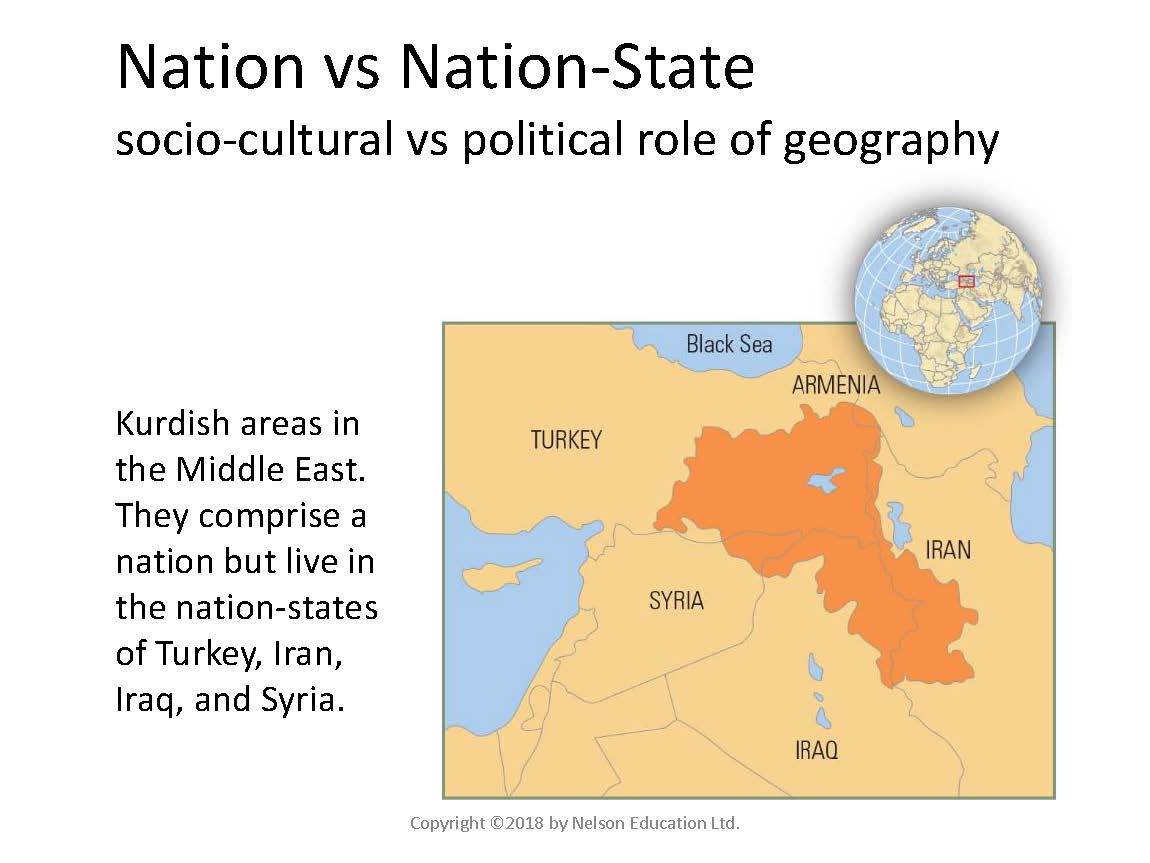 Nation vs Nation-State
socio-cultural vs political role of geography
Kurdish areas in
the Middle East.
They comprise a
nation but live in
the nation-states
of Turkey, Iran,
Iraq, and Syria.
Black Sea
ARMENIA
TURKEY
IRAN
SYRIA
IRAQ
Copyright ©2018 by Nelson Education Ltd.